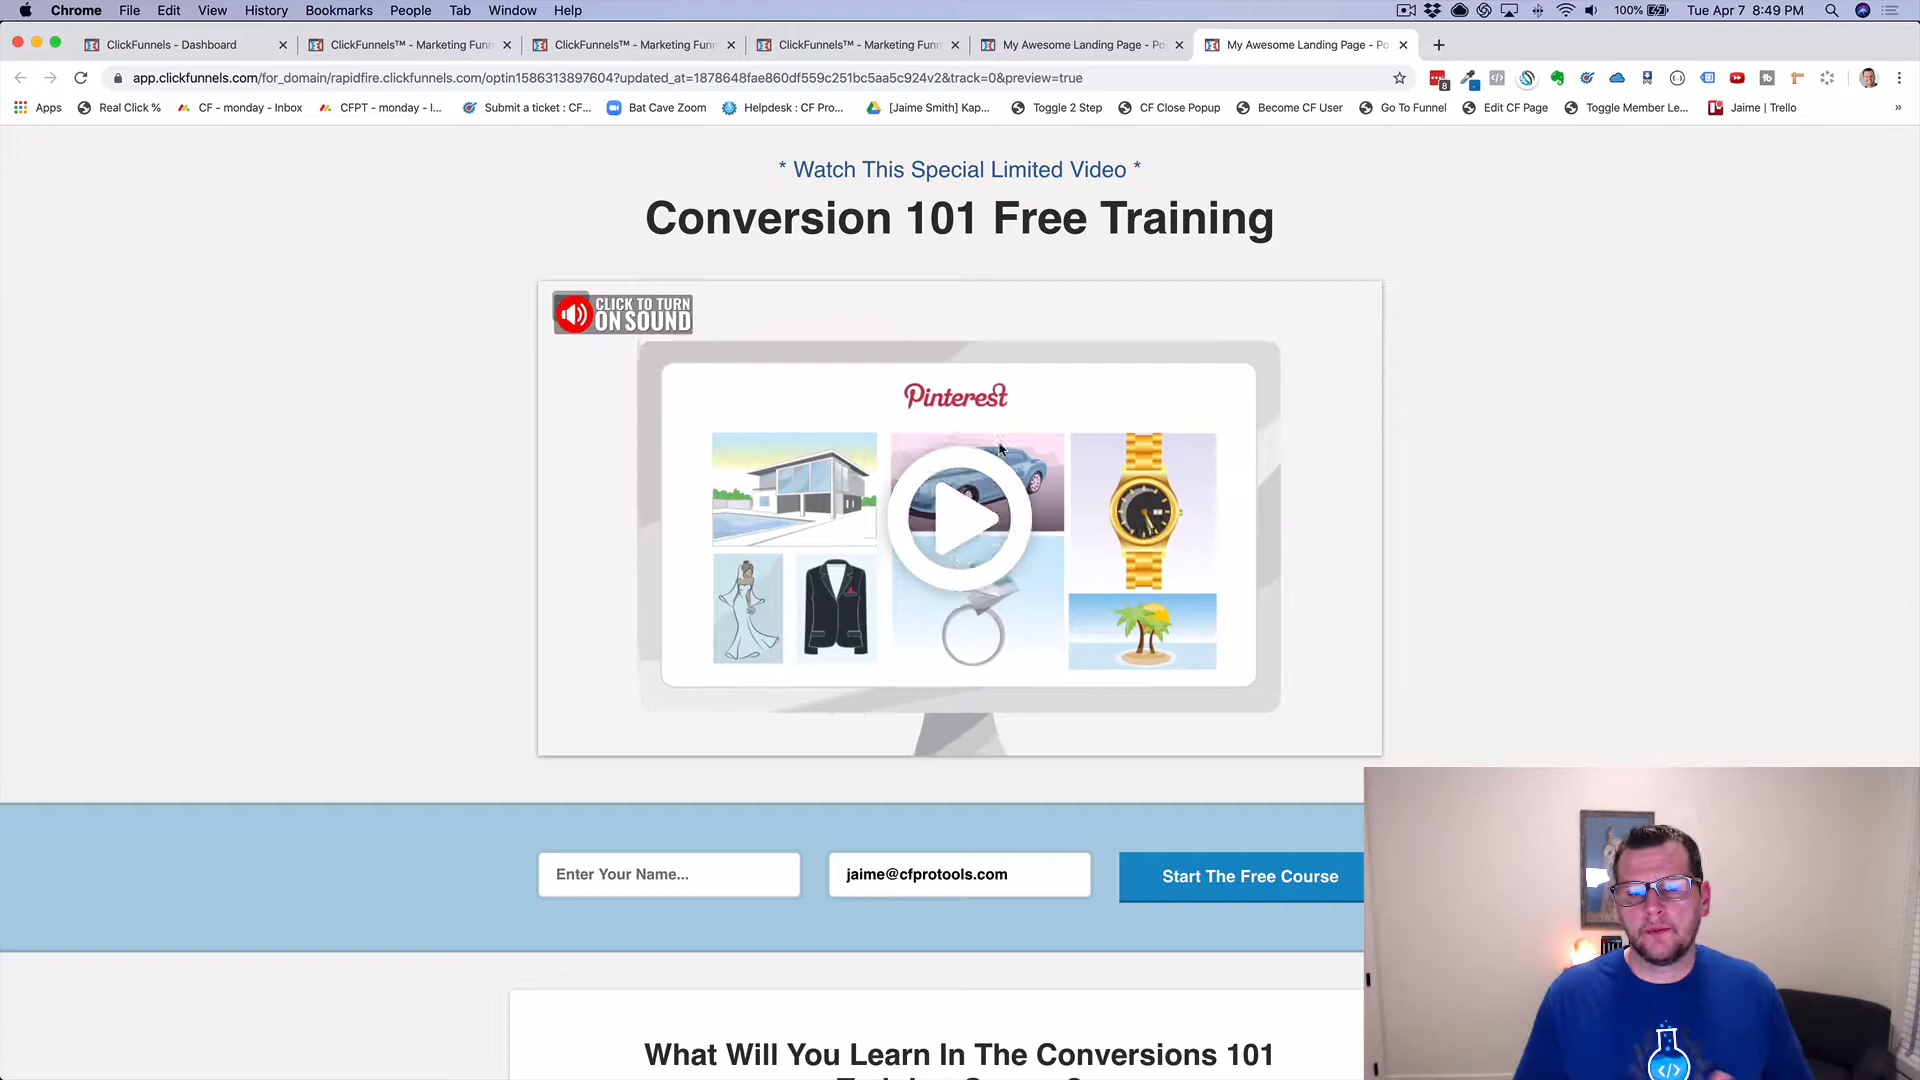 Chrome File Edit View History Bookmarks People Tab Window Help 100% Tue Apr 7 8:49 PM
ClickFunnels - Dashboard ClickFunnels™ - Marketing Funn ClickFunnels™ - Marketing Funn ClickFunnels™ - Marketing Funn My Awesome Landing Page - Po My Awesome Landing Page - Po
app.clickfunnels.com/for_domain/rapidfire.clickfunnels.com/optin1586313897604?updated_at=1878648fae860df559c251bc5aa5c924v2&track=0&preview=true
Apps Real Click % CF - monday - Inbox CFPT - monday - I... Submit a ticket : CF... Bat Cave Zoom Helpdesk : CF Pro... [Jaime Smith] Kap... Toggle 2 Step CF Close Popup Become CF User Go To Funnel Edit CF Page Toggle Member Le... Jaime | Trello »
* Watch This Special Limited Video *
Conversion 101 Free Training
CLICK TO TURN
ON SOUND
Pinterest
Enter Your Name... jaime@cfprotools.com Start The Free Course
What Will You Learn In The Conversions 101